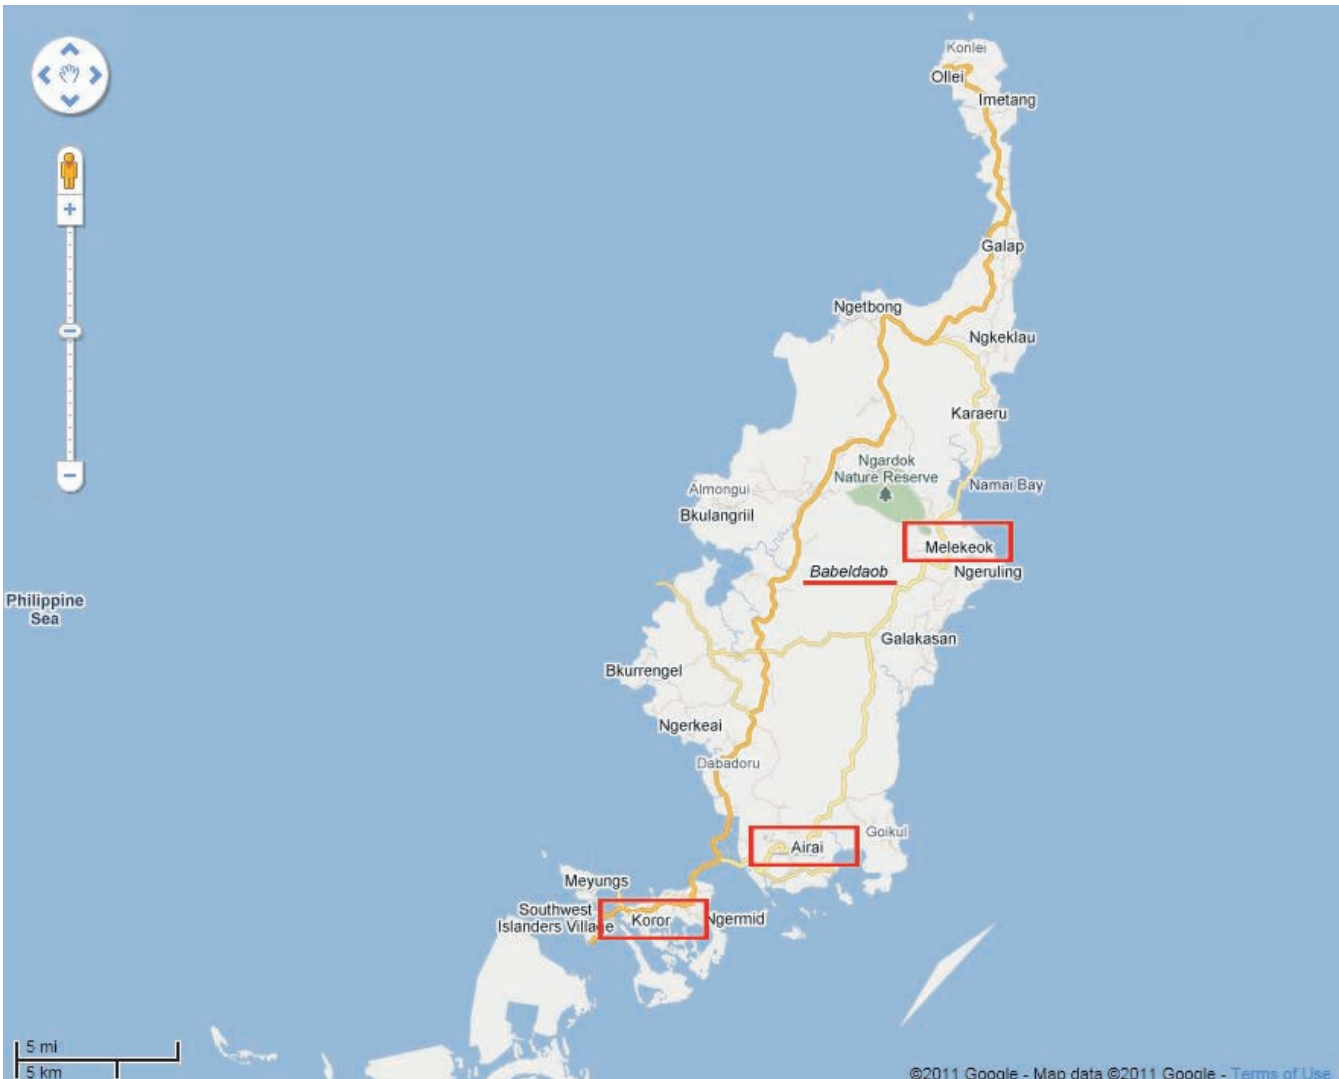 Konlei
Ollei
Imetang
Galap
Ngetbong
Ngkeklau
Karaeru
Ngardok
Nature Reserve
Namai Bay
Almongui
Bkulangriil
Melekeok
Babeldaob
Ngeruling
Philippine
Sea
Galakasan
Bkurrengel
Ngerkeai
Dabadoru
Goikul
Airai
Meyungs
Southwest
Islanders Village
Koror
Ngermid
5 mi
5 km
©2011 Google - Map data ©2011 Google - Terms of Use